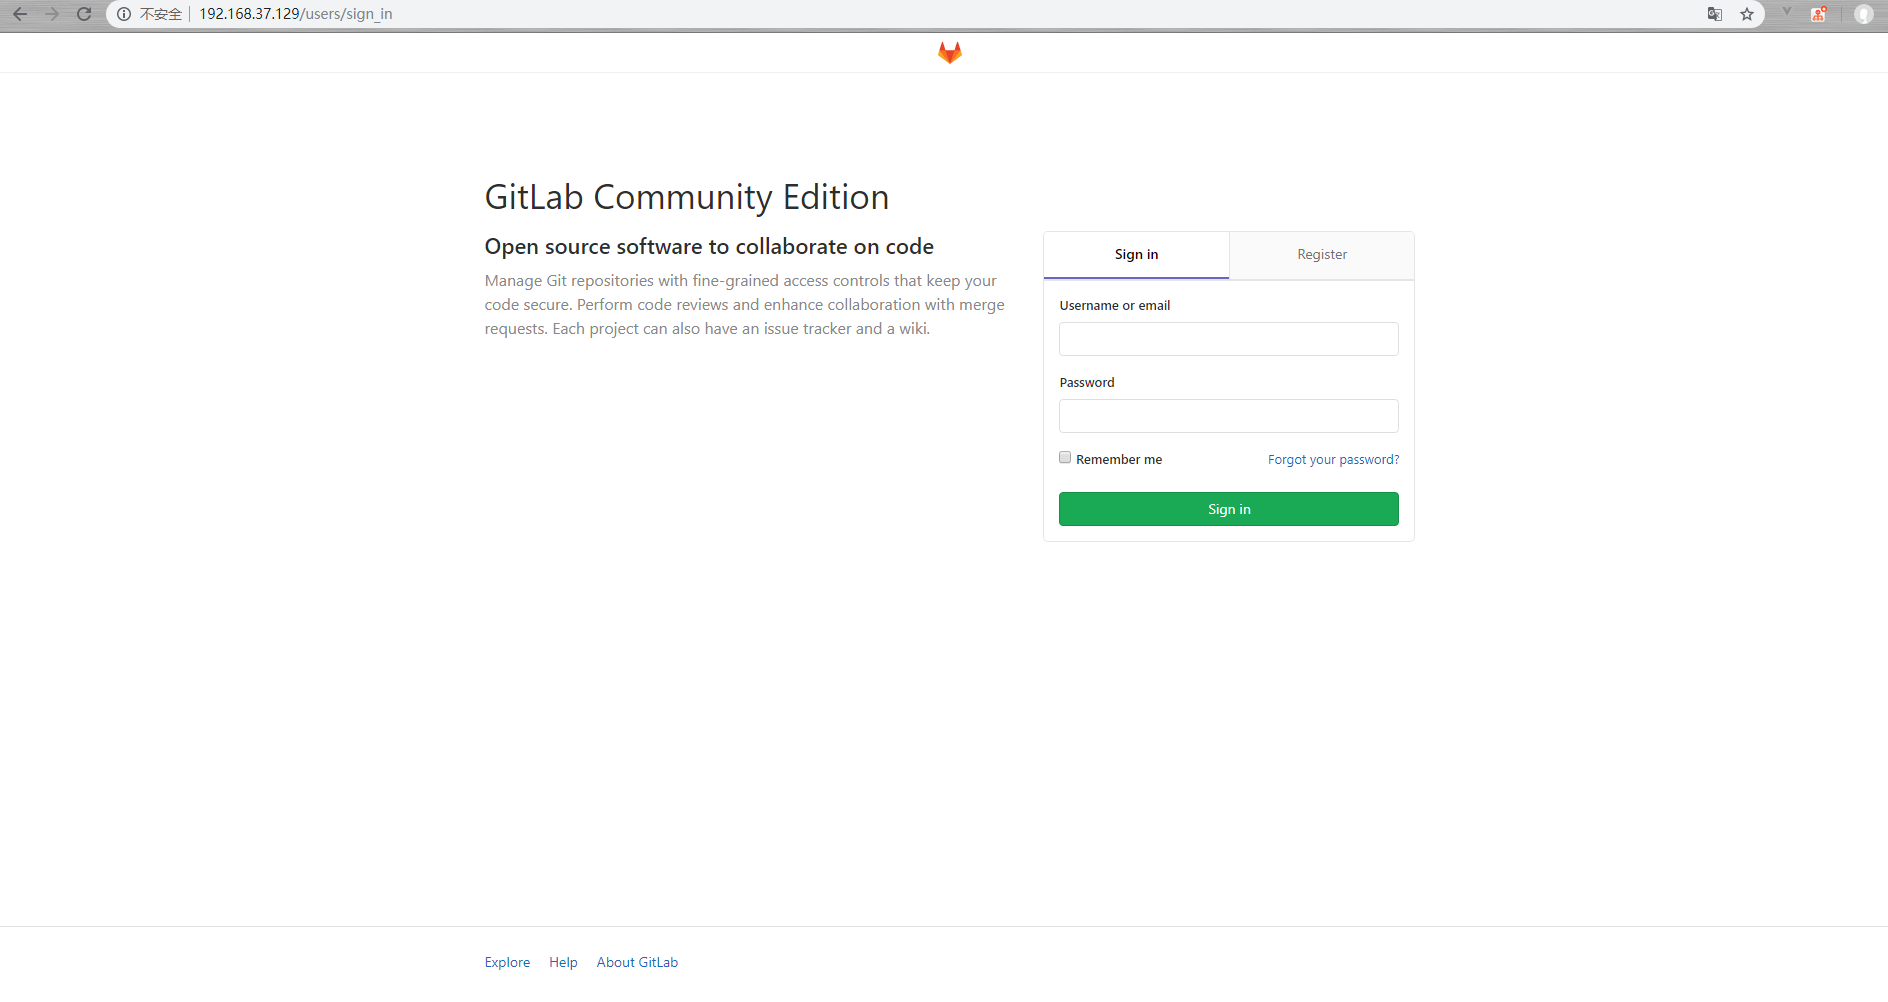 不安全 192.168.37.129/users/sign_in
GitLab Community Edition
Open source software to collaborate on code
Manage Git repositories with fine-grained access controls that keep your
code secure. Perform code reviews and enhance collaboration with merge
requests. Each project can also have an issue tracker and a wiki.
Sign in
Register
Username or email
Password
Remember me
Forgot your password?
Sign in
Explore
Help
About GitLab